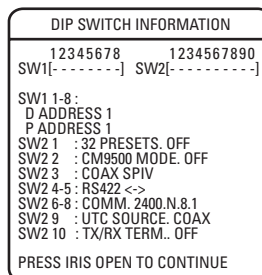 DIP SWITCH INFORMATION
12345678 1234567890
SW1[- - - - - - - -] SW2[- - - - - - - - - -]
SW1 1-8 :
D ADDRESS 1
P ADDRESS 1
SW2 1 : 32 PRESETS. OFF
SW2 2 : CM9500 MODE. OFF
SW2 3 : COAX SPIV
SW2 4-5 : RS422 <->
SW2 6-8 : COMM. 2400.N.8.1
SW2 9 : UTC SOURCE. COAX
SW2 10 : TX/RX TERM.. OFF
PRESS IRIS OPEN TO CONTINUE